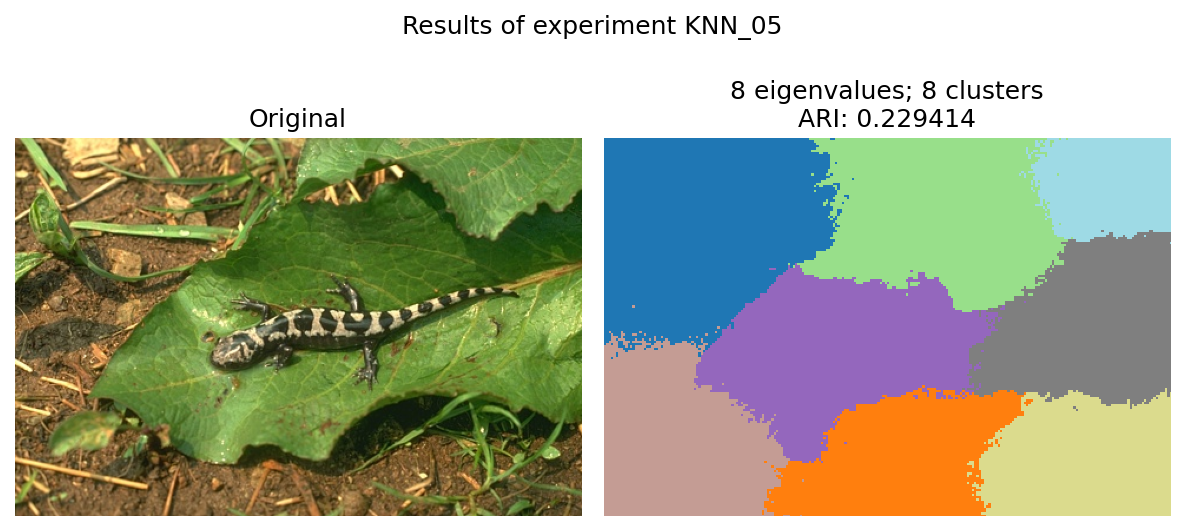 Results of experiment KNN_05
Original
8 eigenvalues; 8 clusters
ARI: 0.229414